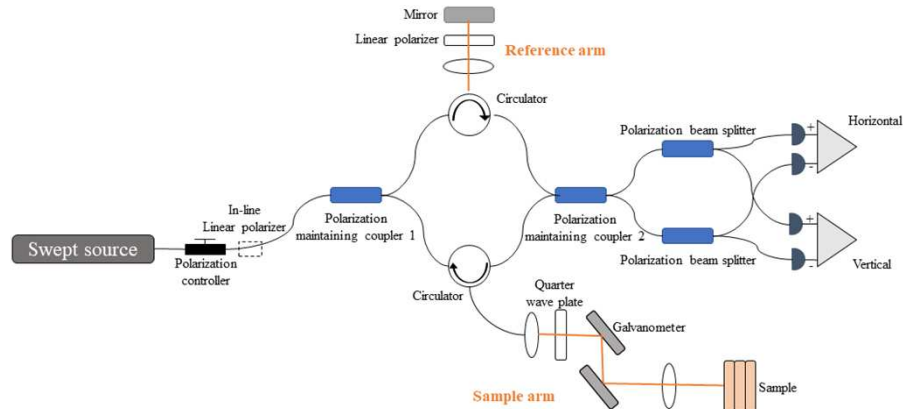 Mirror
Linear polarizer
Reference arm
Circulator
Horizontal
Polarization beam splitter
+
-
In-line
Linear polarizer
Polarization
maintaining coupler 1
Polarization
maintaining coupler 2
+
-
Swept source
Polarization
controller
Polarization beam splitter
Vertical
Circulator
Quarter
wave plate
Galvanometer
Sample arm
Sample